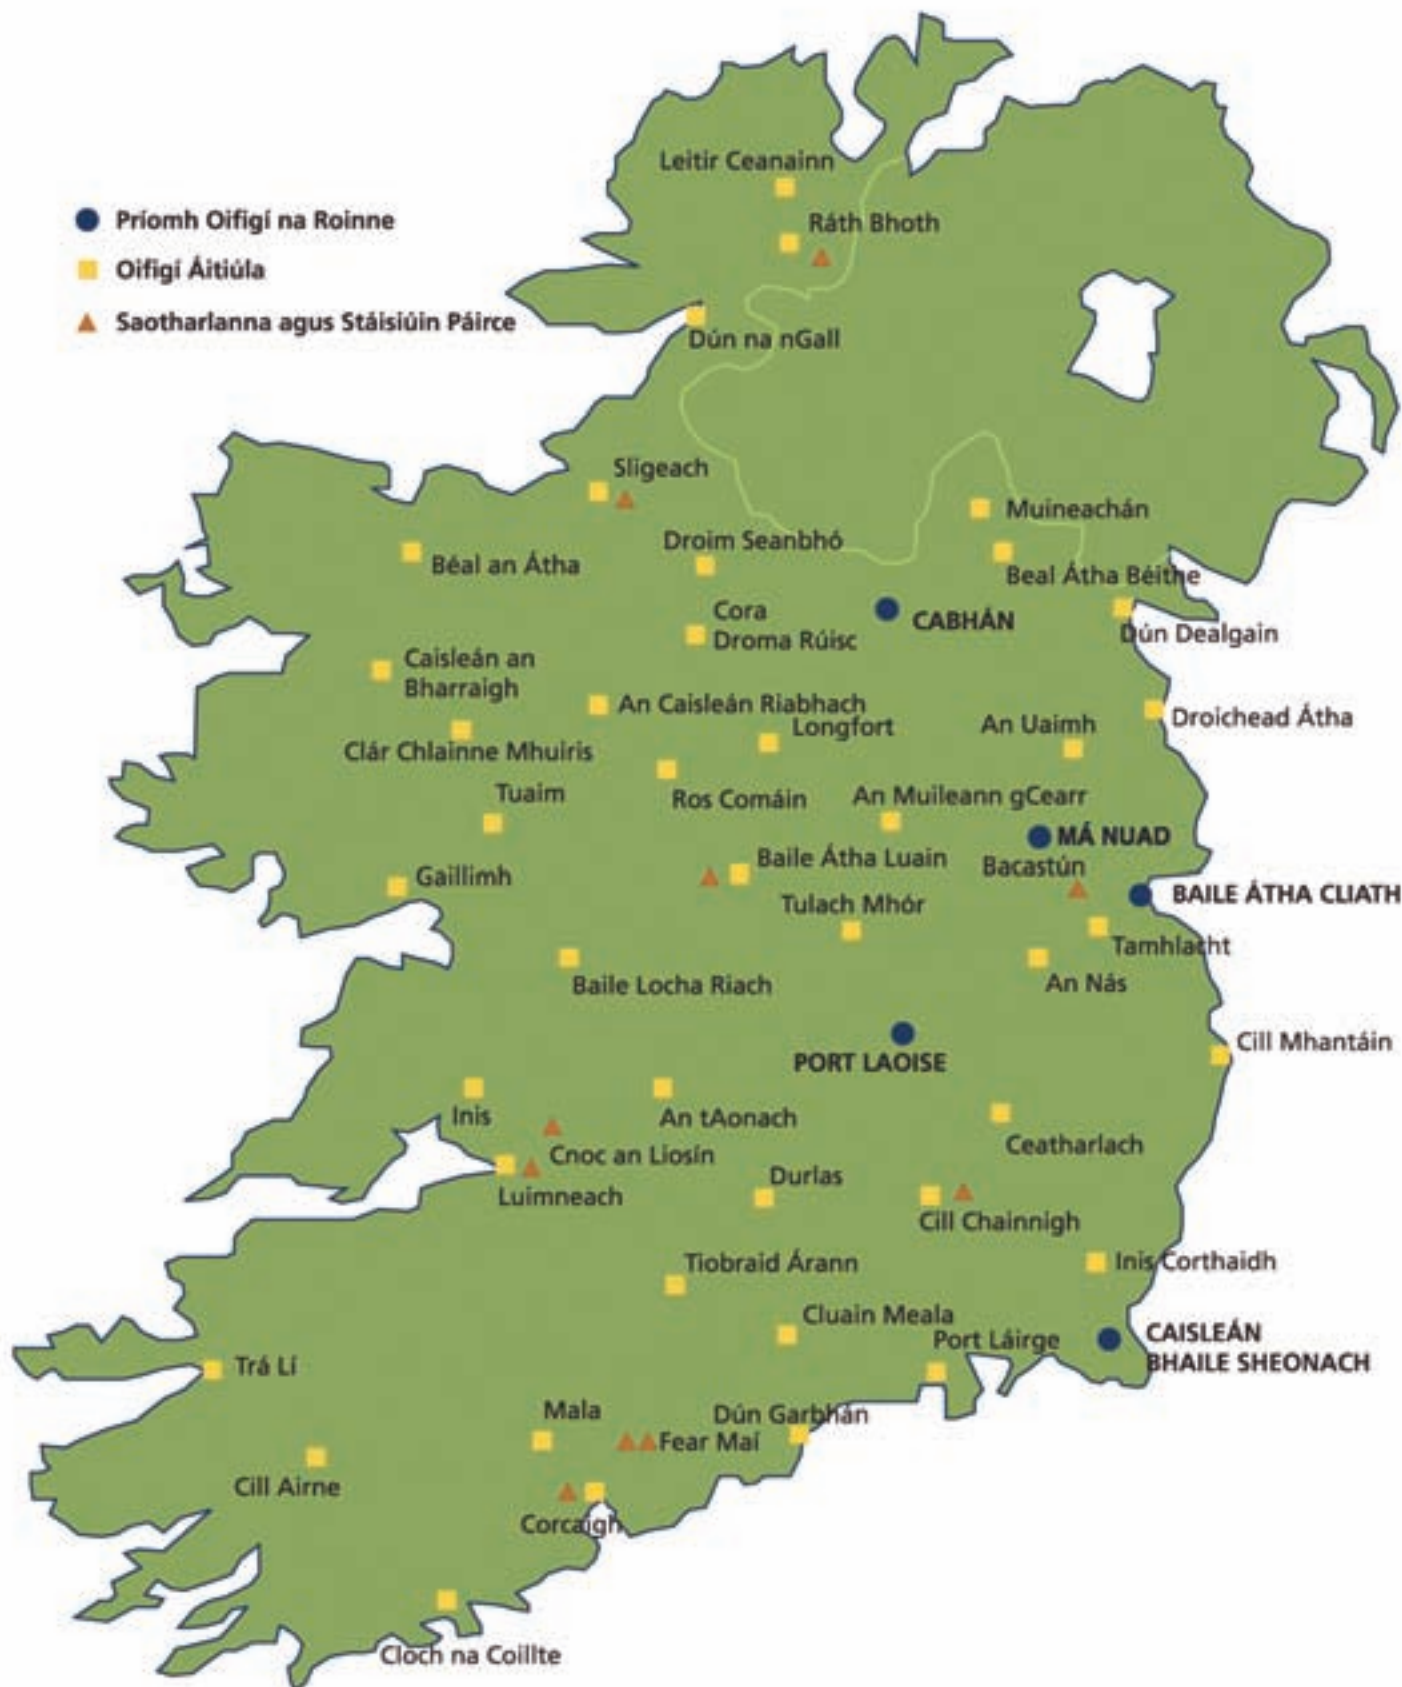 Leitir Ceanainn
Príomh Oifigí na Roinne
Ráth Bhoth
Oifigí Áitiúla
Saotharlanna agus Stáisiúin Páirce
Dún na nGall
Sligeach
Muineachán
Droim Seanbhó
Béal an Átha
Beal Átha Béithe
Cora
Droma Rúisc
CABHÁN
Dún Dealgain
Caisleán an
Bharraigh
An Caisleán Riabhach
Longfort
An Uaimh
Droichead Átha
Clár Chlainne Mhuiris
Tuaim
Ros Comáin
An Muileann gCearr
MÁ NUAD
Baile Átha Luain
Bacastún
Gaillimh
BAILE ÁTHA CLIATH
Tulach Mhór
Tamhlacht
Baile Locha Riach
An Nás
Cill Mhantáin
PORT LAOISE
Inis
An tAonach
Ceatharlach
Cnoc an Liosín
Durlas
Luimneach
Cill Chainnigh
Tiobraid Árann
Inis Corthaidh
Cluain Meala
Port Láirge
CAISLEÁN
BHAILE SHEONACH
Trá Lí
Mala
Dún Garbhán
Fear Maí
Cill Airne
Corcaigh
Cloch na Coillte